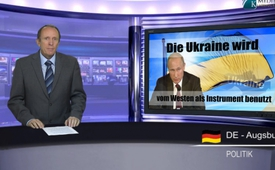 Die Ukraine wird
vom Westen als Instrument benutzt
DE - Augsbu
POLITIK